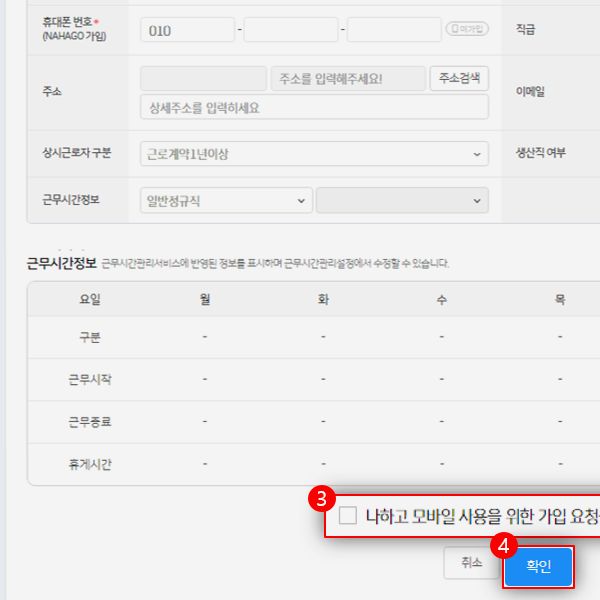 휴대폰 번호*
(NAHAGO 가입)
010 - - 미가입 직급
주소 주소를 입력해주세요! 주소검색 이메일
상세주소를 입력히세요
상시근로자 구분 근로계약1년이상 생산직 여부
근무시간정보 일반정규직
근무시간정보 근무시간관리서비스에 반영된 정보를 표시하며 근무시간관리설정에서 수정할 수 있습니다.
요일 월 화 수 목
구분 - - - -
근무시작 - - - -
근무종료 - - - -
휴게시간 - - - -
3
나하고 모바일 사용을 위한 가입 요청
4
취소 확인